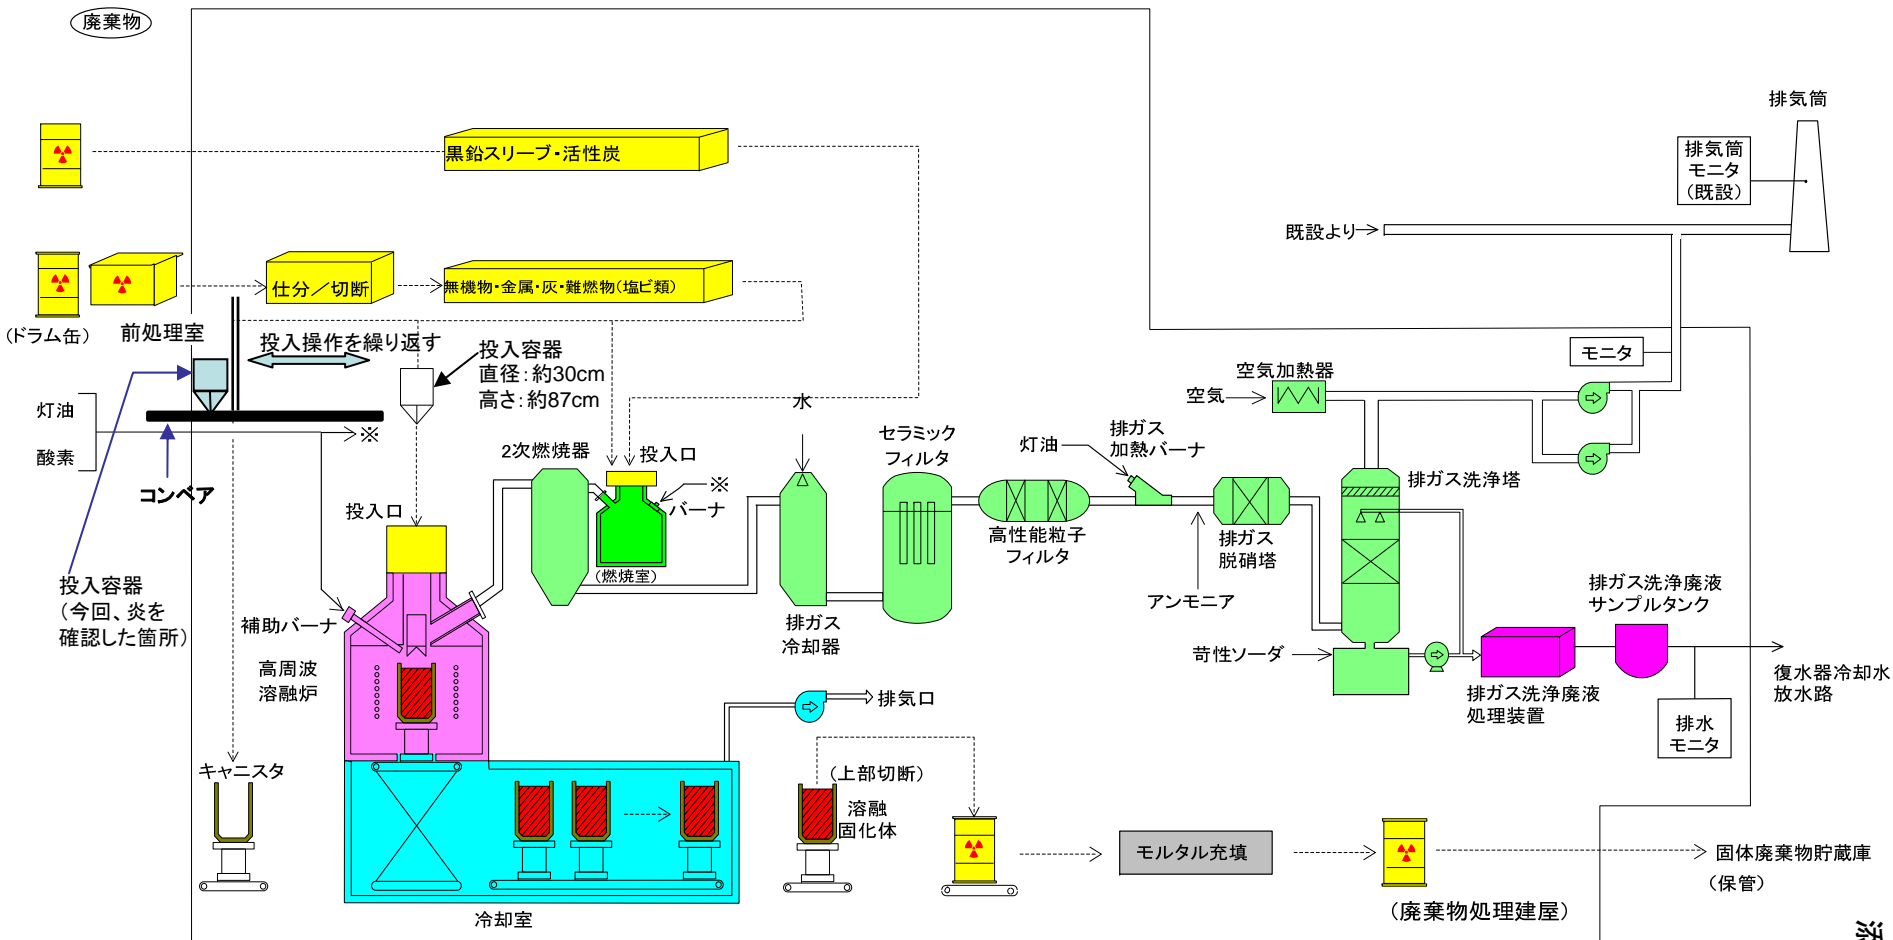 廃棄物
排気筒
黒鉛スリーブ・活性炭
排気筒
モニタ
(既設)
既設より
仕分／切断
無機物・金属・灰・難燃物(塩ビ類)
(ドラム缶)
前処理室
投入操作を繰り返す
投入容器
直径：約30cm
高さ：約87cm
モニタ
空気加熱器
空気
灯油
酸素
※
水
コンベア
2次燃焼器
投入口
※
バーナ
(燃焼室)
セラミック
フィルタ
灯油
排ガス
加熱バーナ
排ガス洗浄塔
投入口
高性能粒子
フィルタ
排ガス
脱硝塔
投入容器
(今回、炎を
確認した箇所)
補助バーナ
高周波
溶融炉
排ガス
冷却器
アンモニア
苛性ソーダ
排ガス洗浄廃液
サンプルタンク
排ガス洗浄廃液
処理装置
復水器冷却水
放水路
排水
モニタ
排気口
キャニスタ
(上部切断)
溶融
固化体
モルタル充填
固体廃棄物貯蔵庫
(保管)
冷却室
(廃棄物処理建屋)